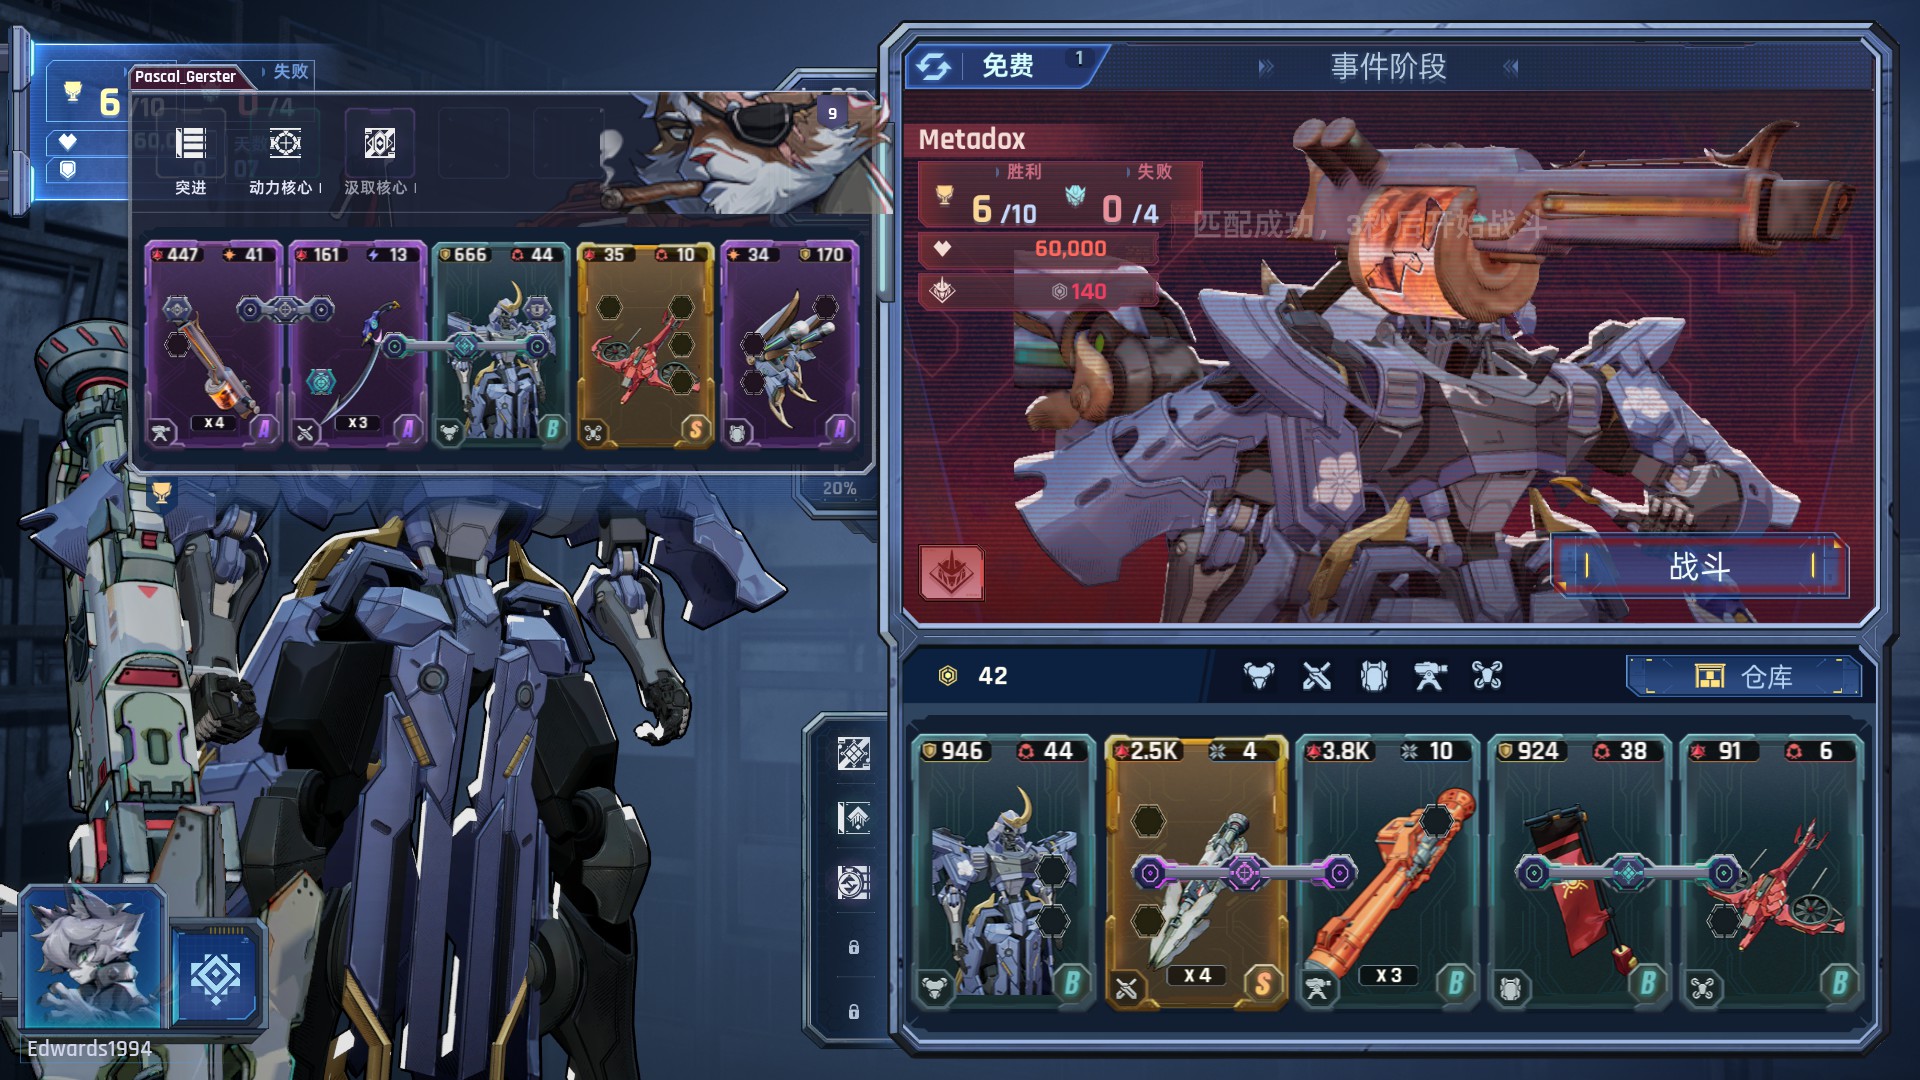 Pascal_Gerster
失败
6 /10
0 /4
9
突进
动力核心 I
汲取核心 I
447 41
161 13
666 44
35 10
34 170
x4 A
x3 A
B
S
A
20%
免费 1
事件阶段
Metadox
胜利 失败
6 /10 0 /4
匹配成功，3秒后开始战斗
60,000
140
战斗
42
仓库
946 44
2.5K 4
3.8K 10
924 38
91 6
B
x4 S
x3 B
B
B
Edwards1994